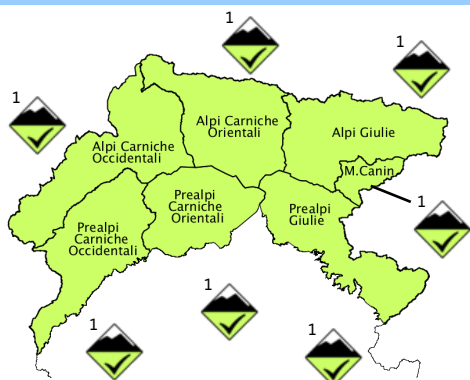 1
1
1
Alpi Carniche
Orientali
Alpi Giulie
Alpi Carniche
Occidentali
M.Canin
Prealpi
Carniche
Orientali
Prealpi
Giulie
1
Prealpi
Carniche
Occidentali
1
1
1